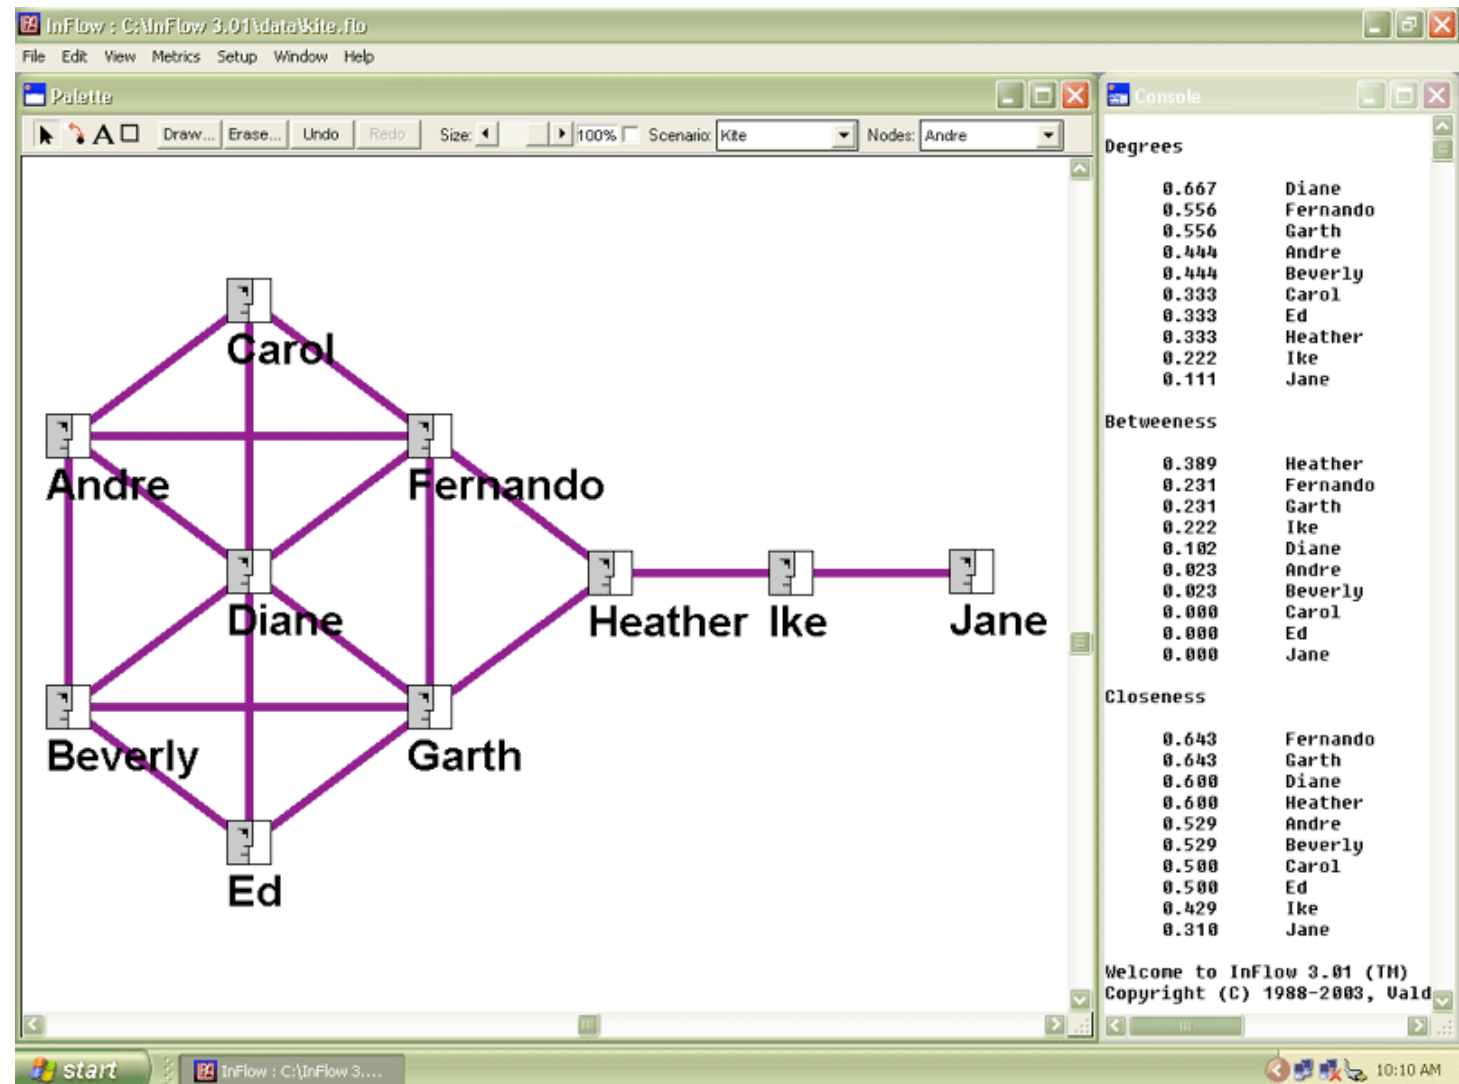 InFlow : C:\InFlow 3.01\data\kite.flo
File Edit View Metrics Setup Window Help
Palette
A Draw... Erase... Undo Redo Size: 100% Scenario: Kite Nodes: Andre
Carol
Andre
Fernando
Diane
Heather
Ike
Jane
Beverly
Garth
Ed
Console
Degrees
0.667 Diane
0.556 Fernando
0.556 Garth
0.444 Andre
0.444 Beverly
0.333 Carol
0.333 Ed
0.333 Heather
0.222 Ike
0.111 Jane
Betweeness
0.389 Heather
0.231 Fernando
0.231 Garth
0.222 Ike
0.102 Diane
0.023 Andre
0.023 Beverly
0.000 Carol
0.000 Ed
0.000 Jane
Closeness
0.643 Fernando
0.643 Garth
0.600 Diane
0.600 Heather
0.529 Andre
0.529 Beverly
0.500 Carol
0.500 Ed
0.429 Ike
0.310 Jane
Welcome to InFlow 3.01 (TM)
Copyright (C) 1988-2003, Vald
start
InFlow : C:\InFlow 3....
10:10 AM